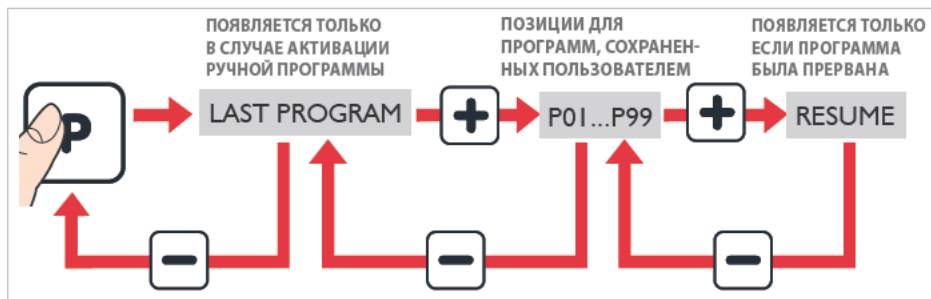 ПОЯВЛЯЕТСЯ ТОЛЬКО
В СЛУЧАЕ АКТИВАЦИИ
РУЧНОЙ ПРОГРАММЫ
ПОЗИЦИИ ДЛЯ
ПРОГРАММ, СОХРАНЕН-
НЫХ ПОЛЬЗОВАТЕЛЕМ
ПОЯВЛЯЕТСЯ ТОЛЬКО
ЕСЛИ ПРОГРАММА
БЫЛА ПРЕРВАНА
P
LAST PROGRAM
+
P01...P99
+
RESUME
−
−
−